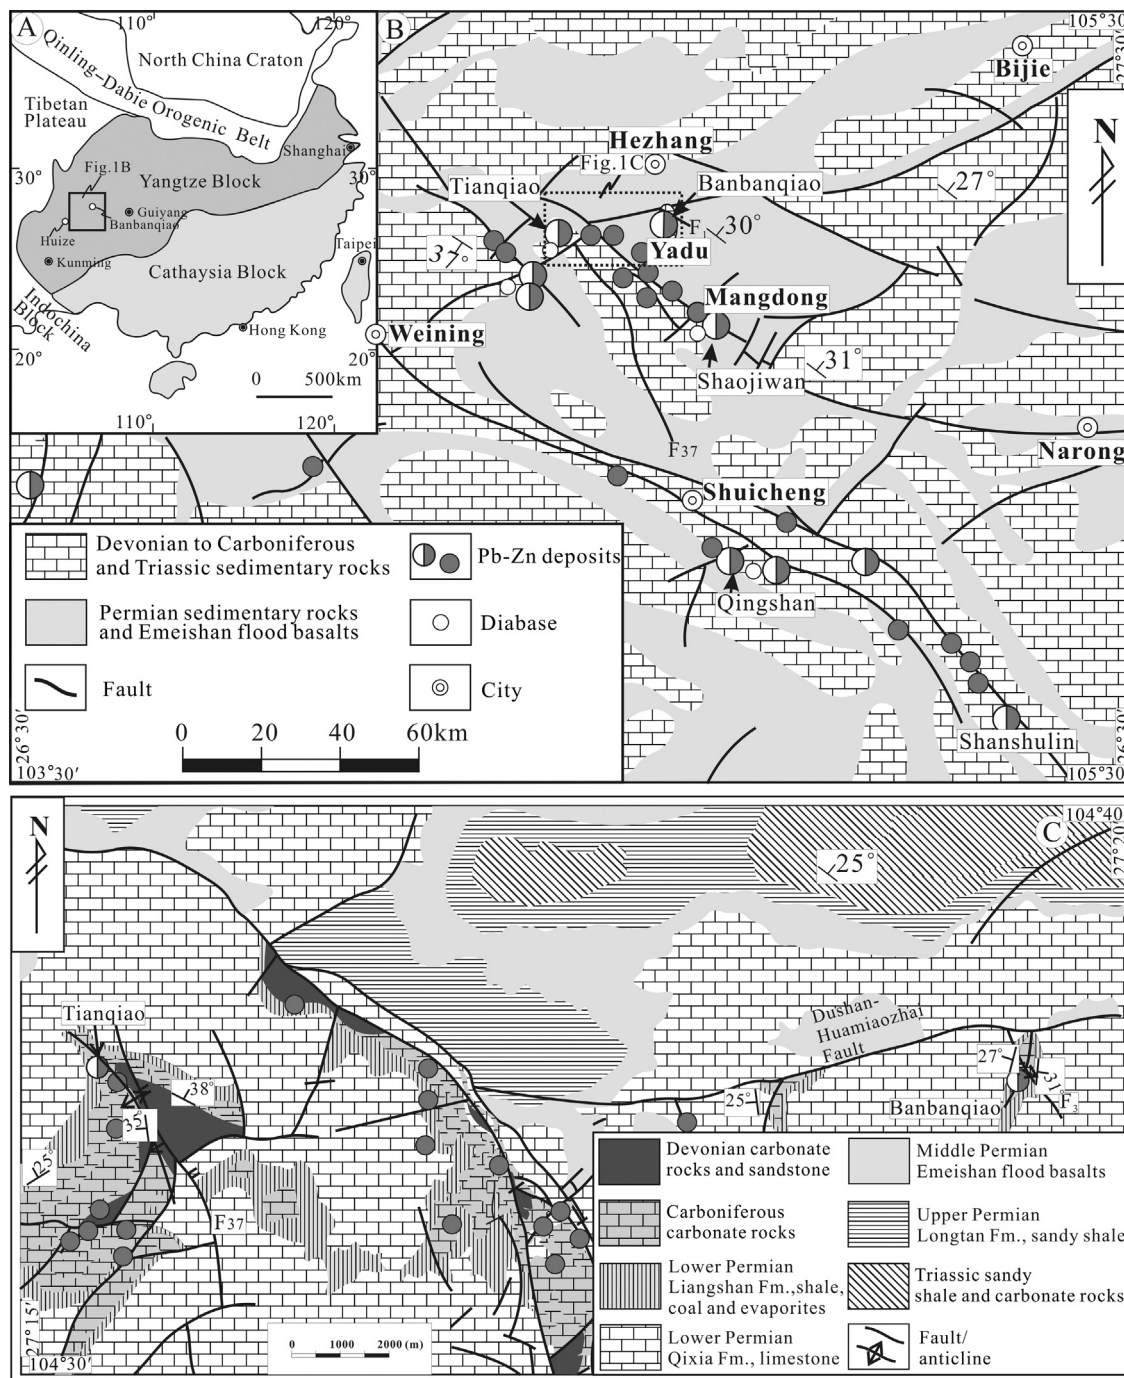 A
110°
120°
North China Craton
Qinling–Dabie Orogenic Belt
Tibetan
Plateau
Shanghai
Fig.1B
30°
30°
Yangtze Block
Guiyang
Banbanqiao
Huize
Kunming
Taipei
Cathaysia Block
Indochina
Block
Hong Kong
20°
20°
0 500km
110°
120°
B
105°30′
27°30′
Bijie
N
Hezhang
Fig.1C
Tianqiao
Banbanqiao
27°
F1
30°
37°
Yadu
Mangdong
Weining
Shaojiwan
31°
F37
Narong
Shuicheng
Qingshan
Shanshulin
Devonian to Carboniferous
and Triassic sedimentary rocks
Pb-Zn deposits
Permian sedimentary rocks
and Emeishan flood basalts
Diabase
Fault
City
0 20 40 60km
26°30′
103°30′
26°30′
105°30′
N
C
104°40′
27°20′
25°
Tianqiao
Dushan-
Huamiaozhai
Fault
38°
35°
25°
27°
31°
F3
25°
Banbanqiao
F37
27°15′
104°30′
0 1000 2000 (m)
Devonian carbonate
rocks and sandstone
Middle Permian
Emeishan flood basalts
Carboniferous
carbonate rocks
Upper Permian
Longtan Fm., sandy shale
Lower Permian
Liangshan Fm.,shale,
coal and evaporites
Triassic sandy
shale and carbonate rocks
Lower Permian
Qixia Fm., limestone
Fault/
anticline